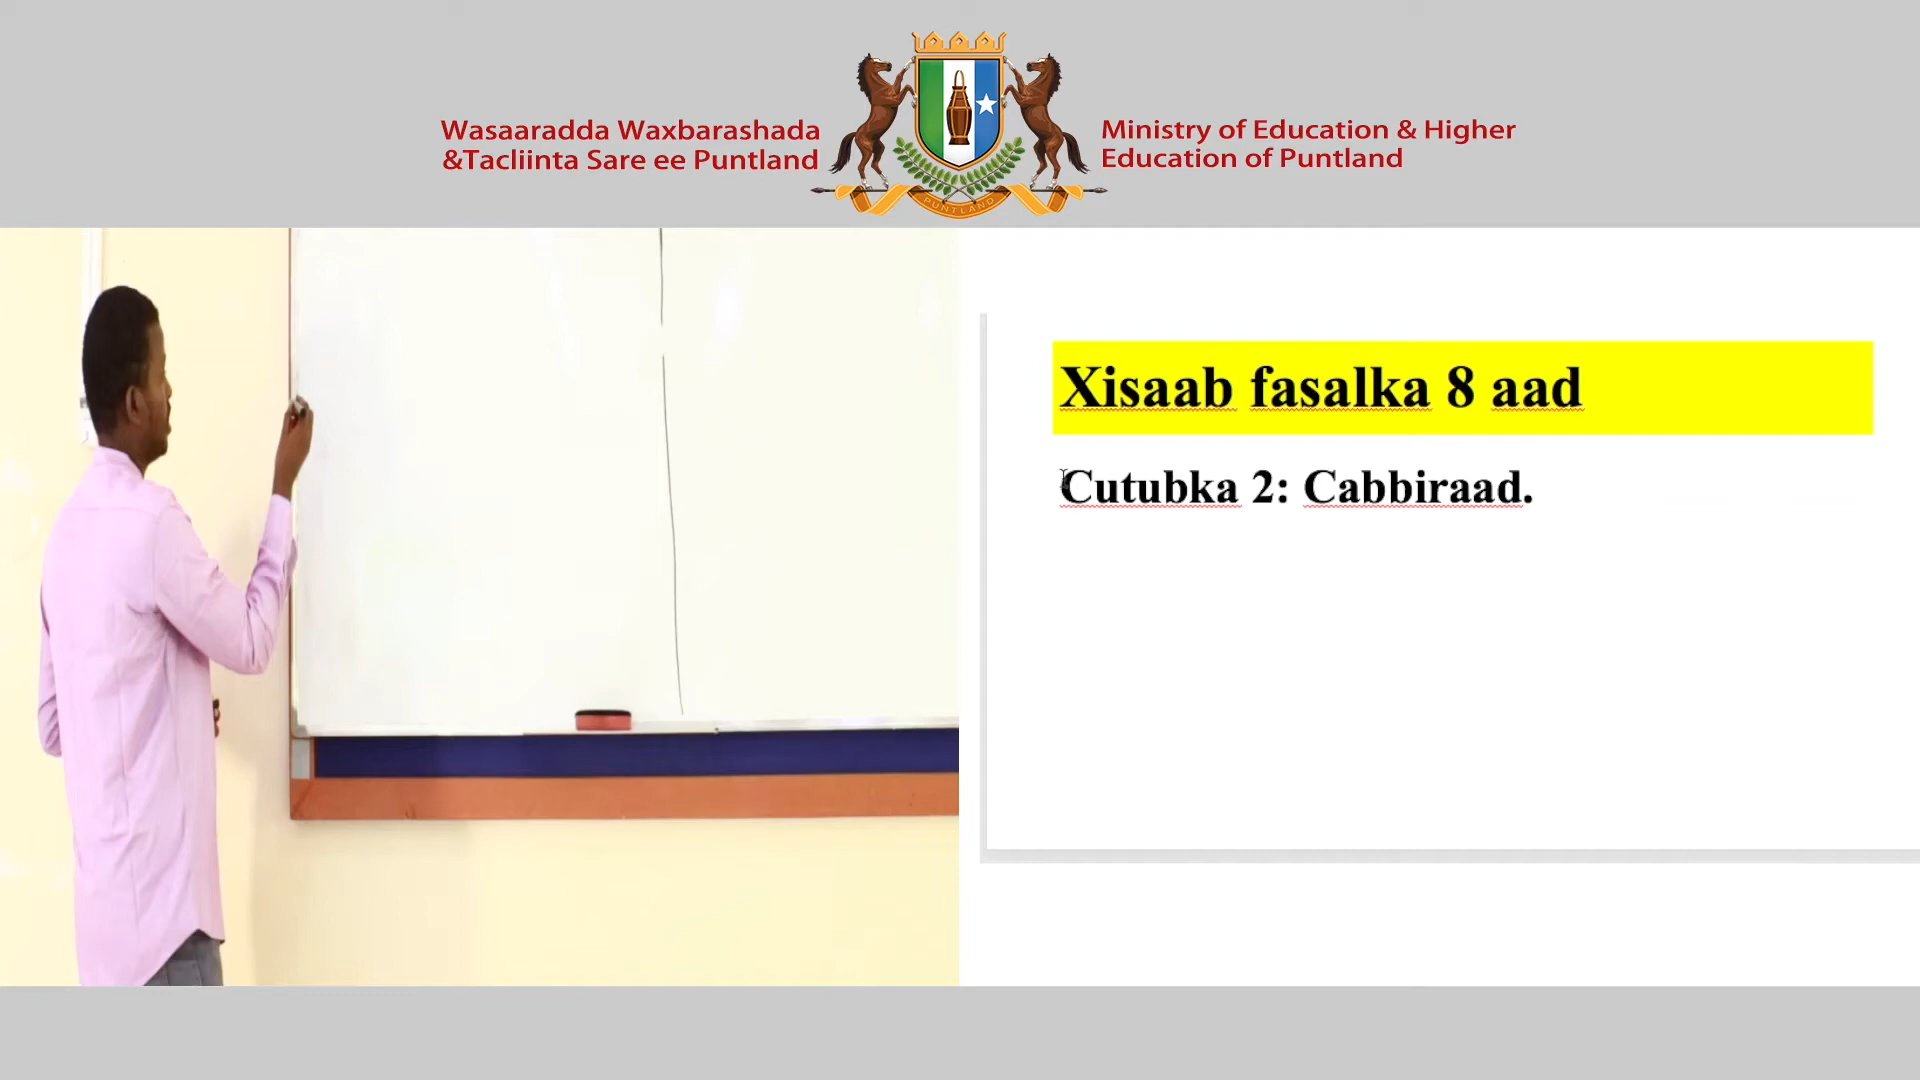 Wasaaradda Waxbarashada
&Tacliinta Sare ee Puntland
PUNTLAND
Ministry of Education & Higher
Education of Puntland
Xisaab fasalka 8 aad
Cutubka 2: Cabbiraad.